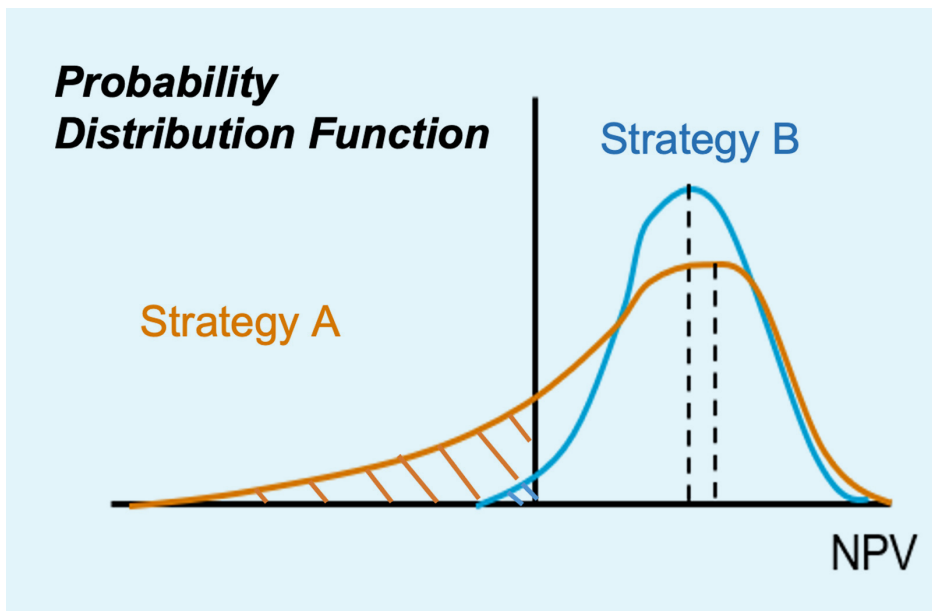 Probability
Distribution Function
Strategy B
Strategy A
NPV